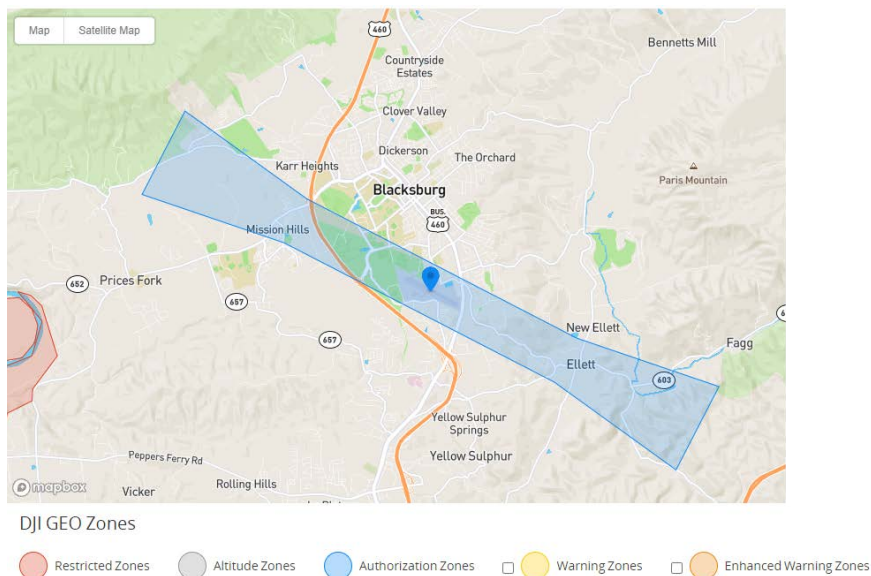 Map Satellite Map
460
Bennetts Mill
Countryside
Estates
Clover Valley
Dickerson
The Orchard
Karr Heights
Paris Mountain
Blacksburg
BUS.
460
Mission Hills
652
Prices Fork
657
New Ellett
657
Fagg
Ellett
603
Yellow Sulphur
Springs
Peppers Ferry Rd
Yellow Sulphur
Rolling Hills
mapbox
Vicker
DJI GEO Zones
Restricted Zones Altitude Zones Authorization Zones Warning Zones Enhanced Warning Zones